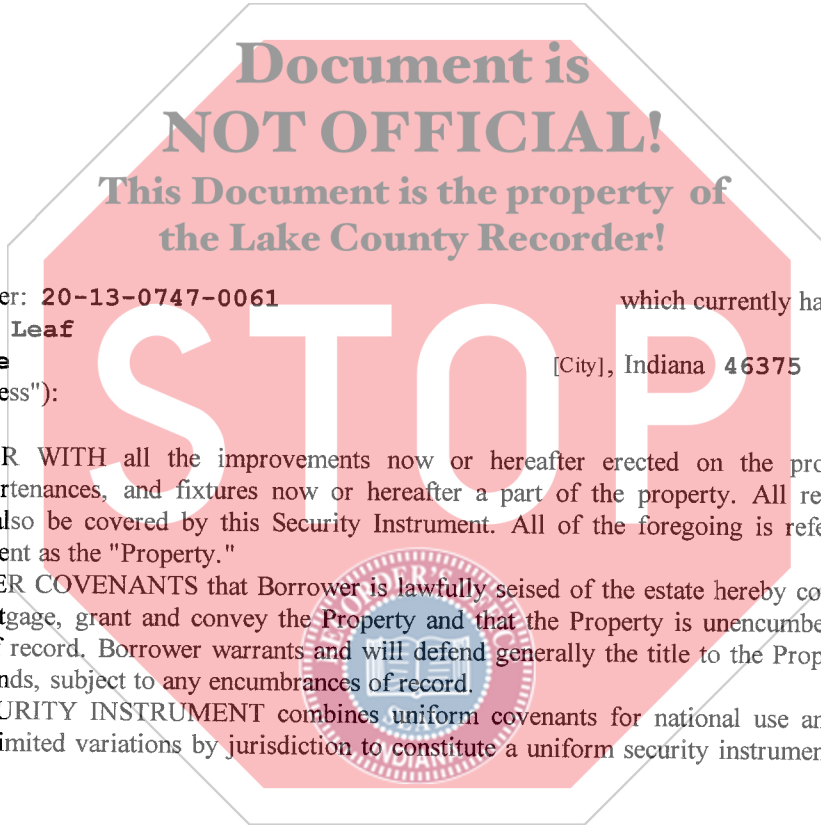 Document is
NOT OFFICIAL!
This Document is the property of
the Lake County Recorder!
er: 20-13-0747-0061 which currently ha
Leaf
e [City], Indiana 46375
ess"):
STOP
R WITH all the improvements now or hereafter erected on the pro
rtenances, and fixtures now or hereafter a part of the property. All re
also be covered by this Security Instrument. All of the foregoing is refe
ent as the "Property."
ER COVENANTS that Borrower is lawfully seised of the estate hereby co
tgage, grant and convey the Property and that the Property is unencumbe
f record. Borrower warrants and will defend generally the title to the Prop
nds, subject to any encumbrances of record.
URITY INSTRUMENT combines uniform covenants for national use an
imited variations by jurisdiction to constitute a uniform security instrumen
SEAL
INDIANA